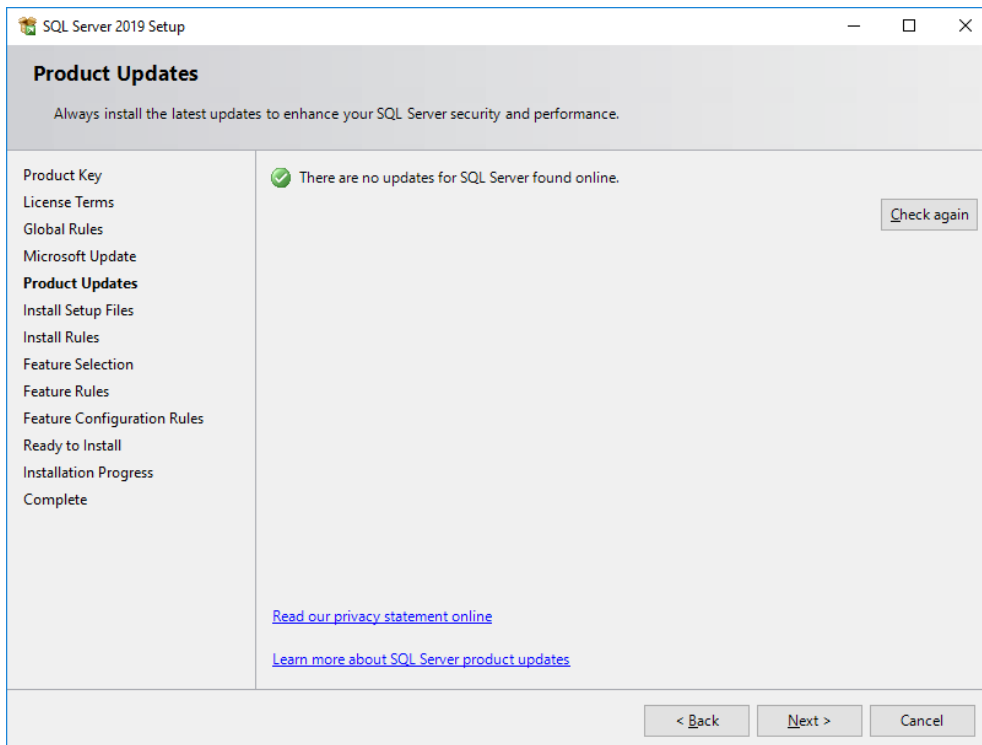 SQL Server 2019 Setup
Product Updates
Always install the latest updates to enhance your SQL Server security and performance.
Product Key
License Terms
Global Rules
Microsoft Update
Product Updates
Install Setup Files
Install Rules
Feature Selection
Feature Rules
Feature Configuration Rules
Ready to Install
Installation Progress
Complete
There are no updates for SQL Server found online.
Check again
Read our privacy statement online
Learn more about SQL Server product updates
< Back
Next >
Cancel